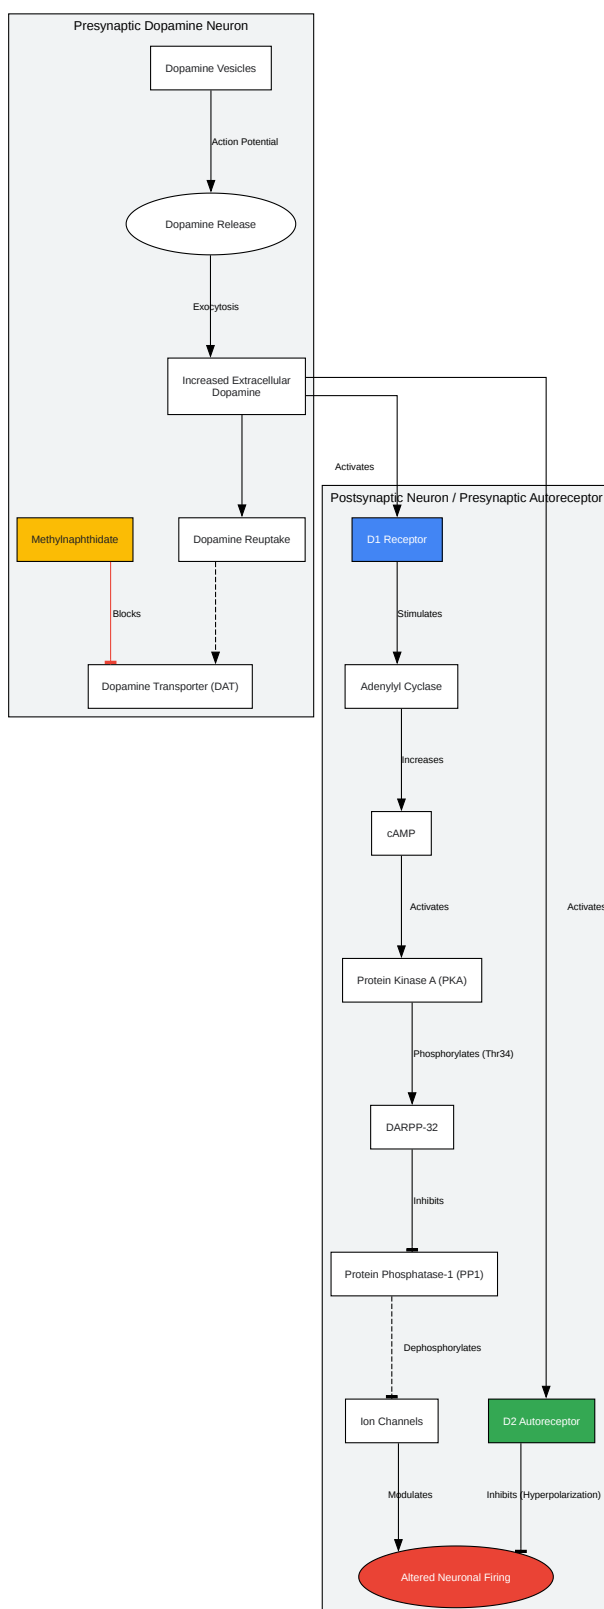 Presynaptic Dopamine Neuron
Dopamine Vesicles
Action Potential
Dopamine Release
Exocytosis
Increased Extracellular
Dopamine
Activates
Postsynaptic Neuron / Presynaptic Autoreceptor
Methylnaphthidate
Dopamine Reuptake
D1 Receptor
Blocks
Stimulates
Dopamine Transporter (DAT)
Adenylyl Cyclase
Increases
cAMP
Activates
Activates
Protein Kinase A (PKA)
Phosphorylates (Thr34)
DARPP-32
Inhibits
Protein Phosphatase-1 (PP1)
Dephosphorylates
Ion Channels
D2 Autoreceptor
Modulates
Inhibits (Hyperpolarization)
Altered Neuronal Firing